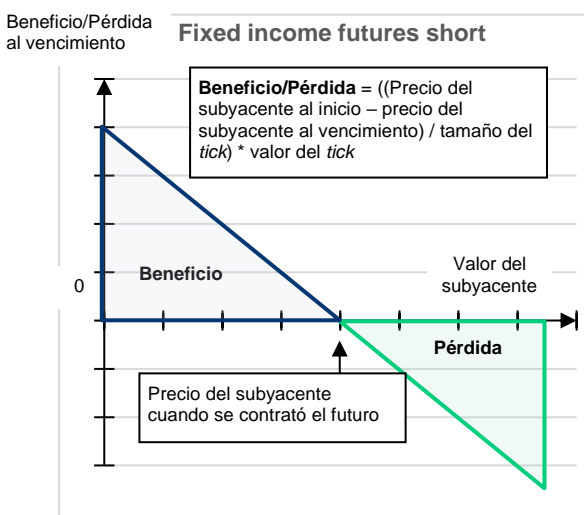 Beneficio/Pérdida
al vencimiento
Fixed income futures short
Beneficio/Pérdida = ((Precio del
subyacente al inicio – precio del
subyacente al vencimiento) / tamaño del
tick) * valor del tick
Beneficio
Valor del
subyacente
0
Pérdida
Precio del subyacente
cuando se contrató el futuro